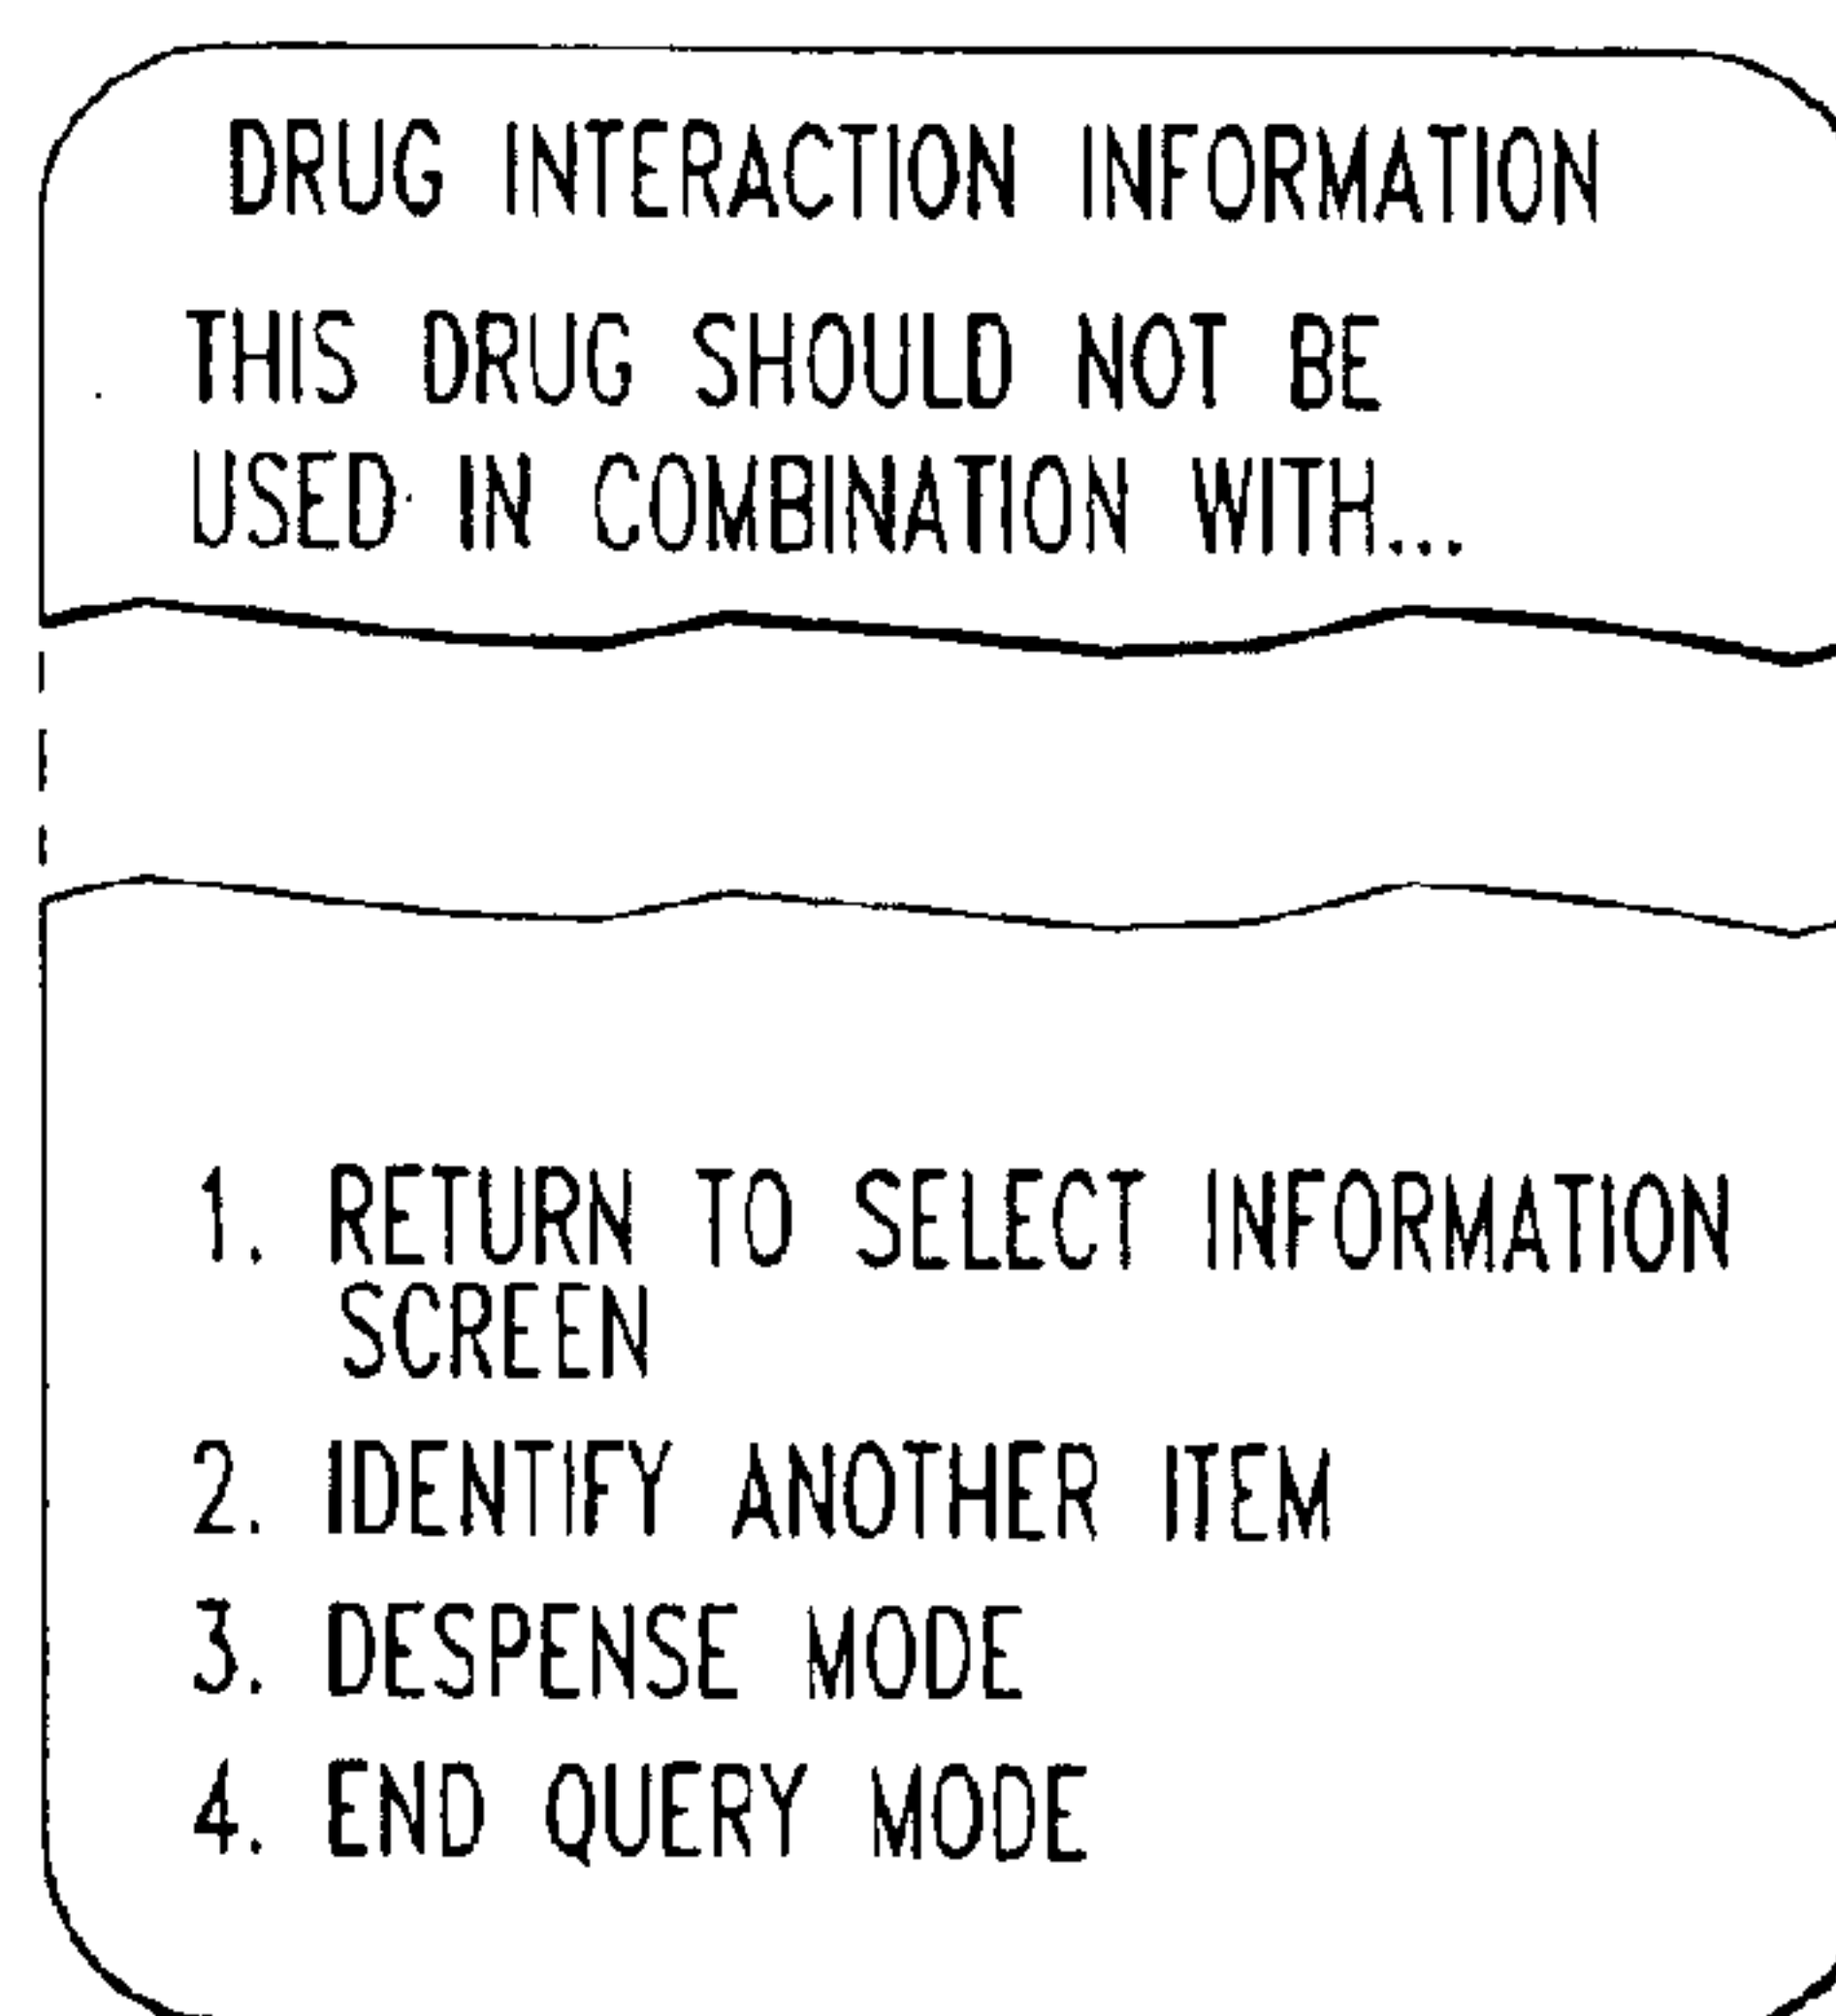 DRUG INTERACTION INFORMATION
THIS DRUG SHOULD NOT BE
USED IN COMBINATION WITH...
1. RETURN TO SELECT INFORMATION
SCREEN
2. IDENTIFY ANOTHER ITEM
3. DESPENSE MODE
4. END QUERY MODE